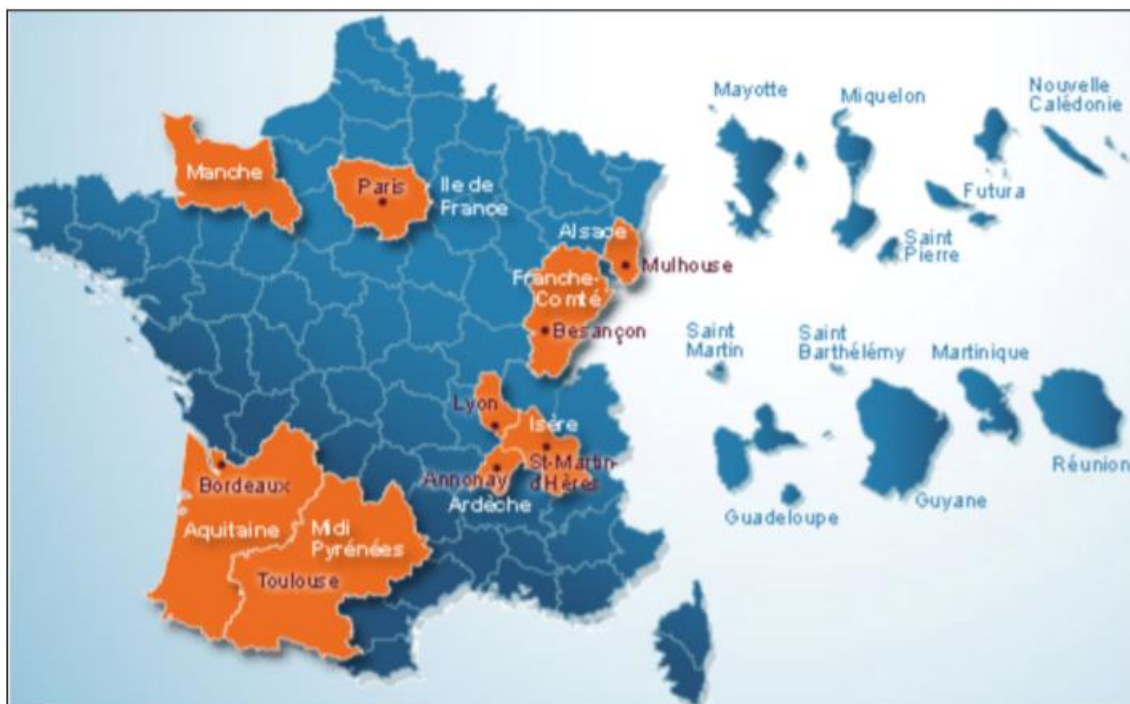 Manche
Paris
Ile de
France
Alsace
Mulhouse
Franche-
Comté
Besançon
Lyon
Isère
St-Martin-
d'Hères
Annonay
Ardèche
Bordeaux
Aquitaine
Midi
Pyrénées
Toulouse
Mayotte
Miquelon
Nouvelle
Calédonie
Futura
Saint
Pierre
Saint
Martin
Saint
Barthélémy
Martinique
Guadeloupe
Guyane
Réunion